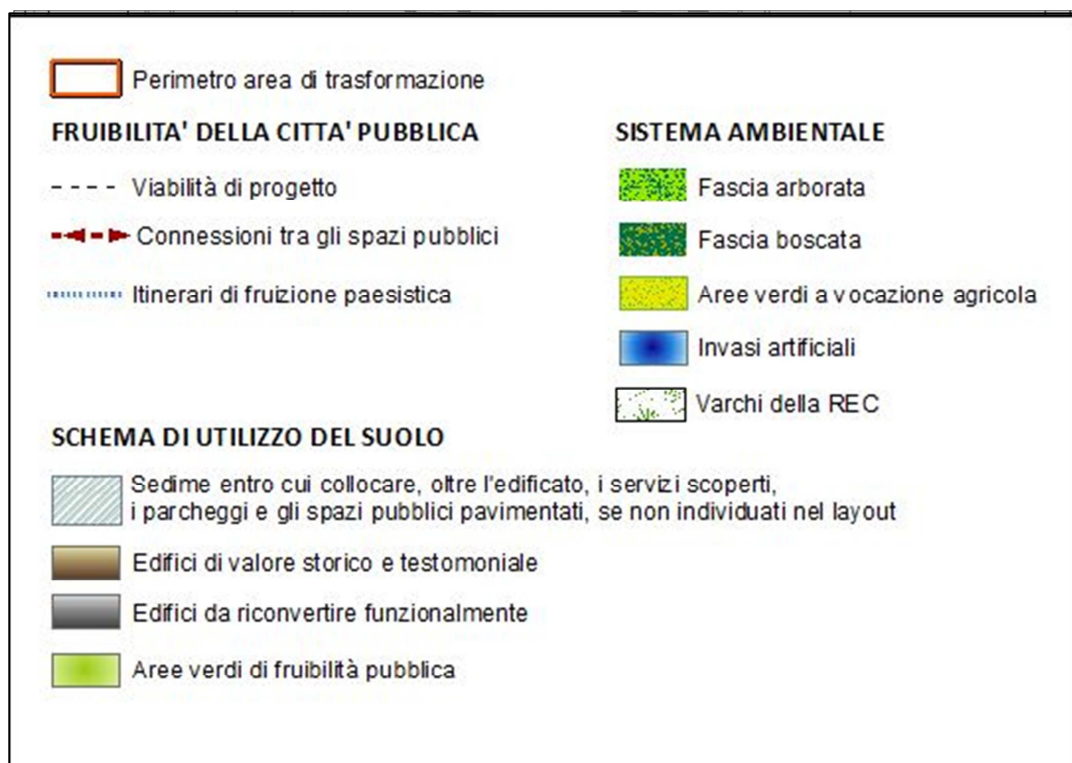 Perimetro area di trasformazione
FRUIBILITA' DELLA CITTA' PUBBLICA
Viabilità di progetto
Connessioni tra gli spazi pubblici
Itinerari di fruizione paesistica
SISTEMA AMBIENTALE
Fascia arborata
Fascia boscata
Aree verdi a vocazione agricola
Invasi artificiali
Varchi della REC
SCHEMA DI UTILIZZO DEL SUOLO
Sedime entro cui collocare, oltre l'edificato, i servizi scoperti,
i parcheggi e gli spazi pubblici pavimentati, se non individuati nel layout
Edifici di valore storico e testomoniale
Edifici da riconvertire funzionalmente
Aree verdi di fruibilità pubblica